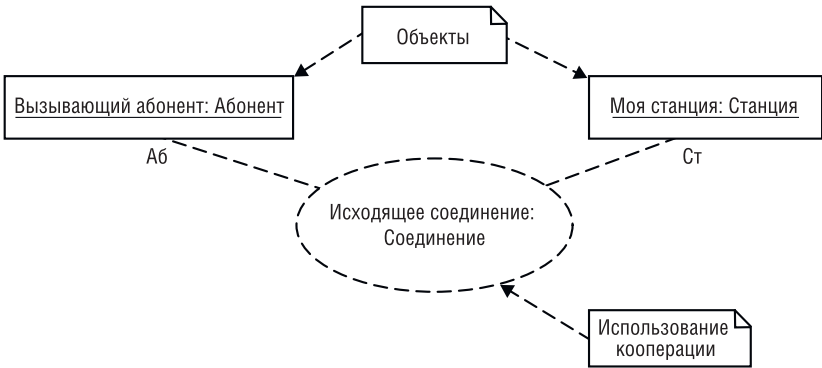 Объекты
Вызывающий абонент: Абонент
Моя станция: Станция
Аб
Ст
Исходящее соединение:
Соединение
Использование
кооперации